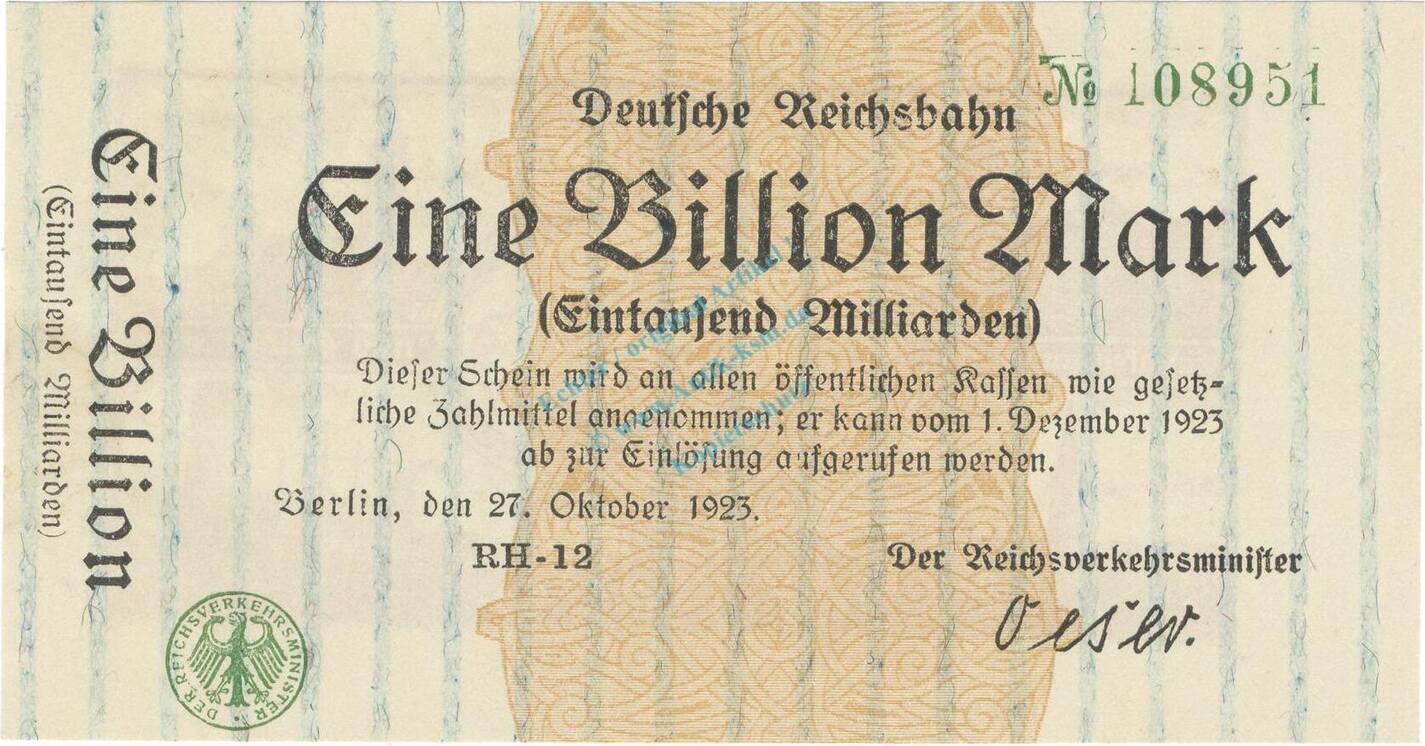 № 108951
Deutsche Reichsbahn
Eine Billion Mark
(Eintausend Milliarden)
Dieser Schein wird an allen öffentlichen Kassen wie gesetz-
liche Zahlmittel angenommen; er kann vom 1. Dezember 1923
ab zur Einlösung aufgerufen werden.
Berlin, den 27. Oktober 1923.
RH-12
Der Reichsverkehrsminister
Oeser.
Eine Billion
(Eintausend Milliarden)
DER REICHSVERKEHRSMINISTER
original Artikel